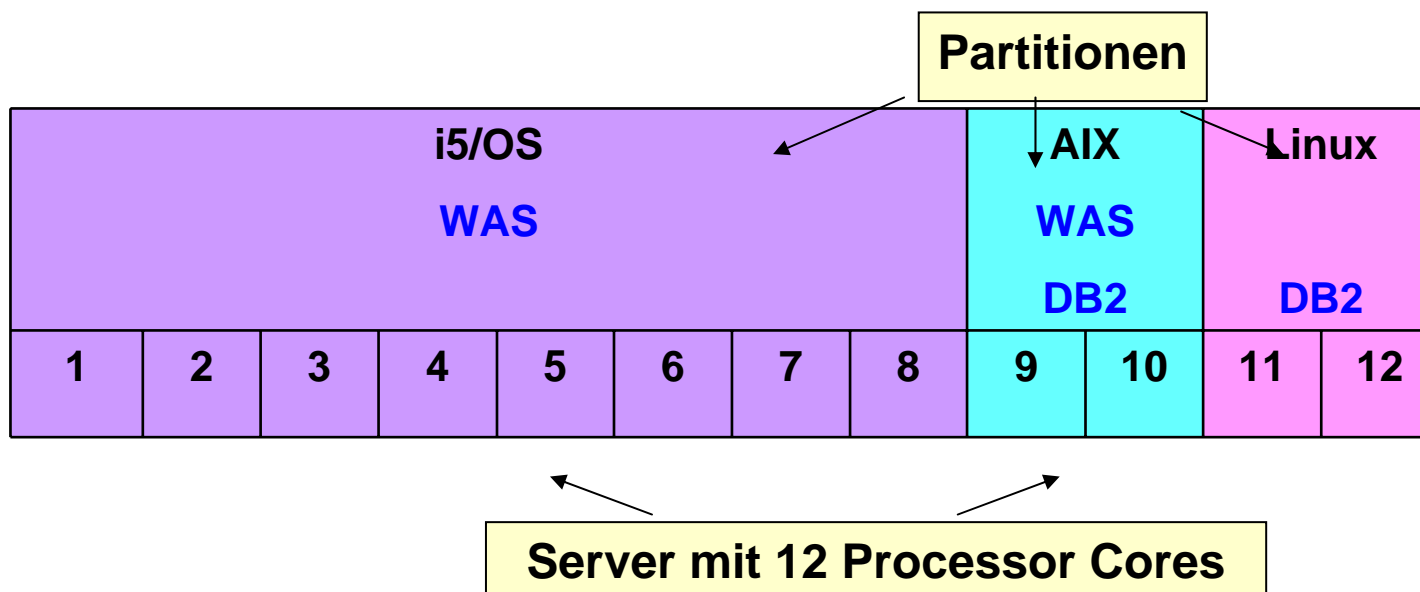 Partitionen
i5/OS AIX Linux
WAS WAS
DB2 DB2
1 2 3 4 5 6 7 8 9 10 11 12
Server mit 12 Processor Cores